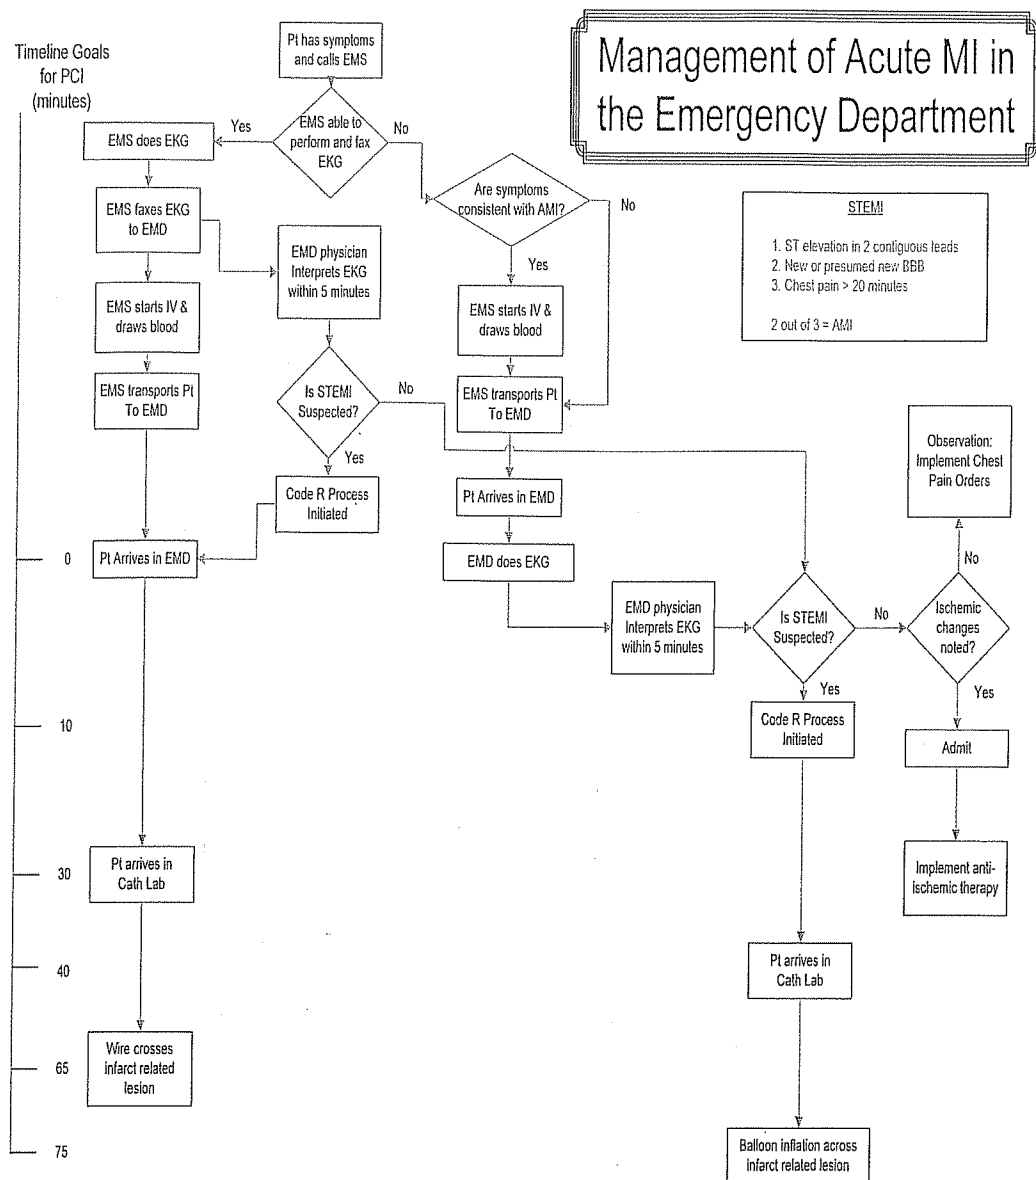 Management of Acute MI in
the Emergency Department
Timeline Goals
for PCI
(minutes)
Pt has symptoms
and calls EMS
EMS able to
perform and fax
EKG
Yes
No
EMS does EKG
EMS faxes EKG
to EMD
EMS starts IV &
draws blood
EMS transports Pt
To EMD
EMD physician
Interprets EKG
within 5 minutes
Is STEMI
Suspected?
No
Yes
Code R Process
Initiated
Pt Arrives in EMD
Are symptoms
consistent with AMI?
No
Yes
EMS starts IV &
draws blood
EMS transports Pt
To EMD
Pt Arrives in EMD
EMD does EKG
EMD physician
Interprets EKG
within 5 minutes
Is STEMI
Suspected?
No
Yes
Code R Process
Initiated
STEMI
1. ST elevation in 2 contiguous leads
2. New or presumed new BBB
3. Chest pain > 20 minutes
2 out of 3 = AMI
Observation:
Implement Chest
Pain Orders
No
Ischemic
changes
noted?
Yes
Admit
Implement anti-
ischemic therapy
0
10
30
40
65
75
Pt arrives in
Cath Lab
Wire crosses
infarct related
lesion
Pt arrives in
Cath Lab
Balloon inflation across
infarct related lesion